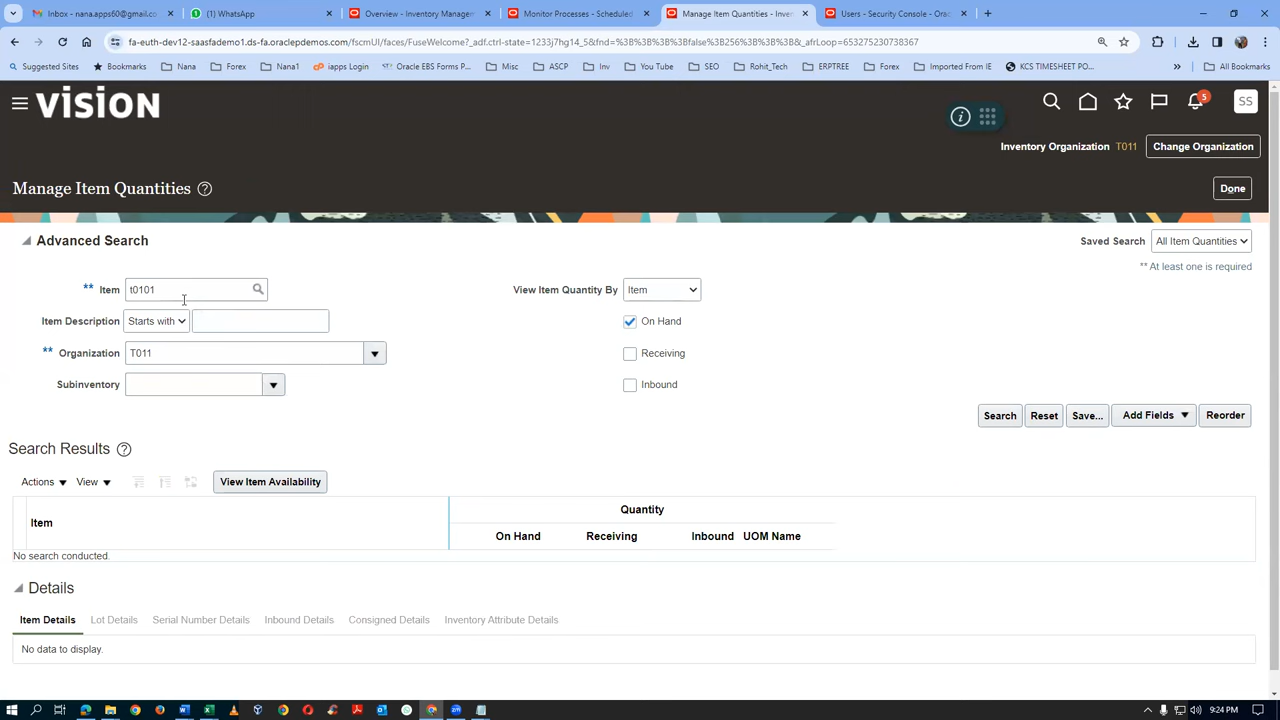 Inbox - nana.apps60@gmail.co
(1) WhatsApp
Overview - Inventory Managem
Monitor Processes - Scheduled
Manage Item Quantities - Inven
Users - Security Console - Orac
fa-euth-dev12-saasfademo1.ds-fa.oraclepdemos.com/fscmUI/faces/FuseWelcome?_adf.ctrl-state=1233j7hg14_5&fnd=%3B%3B%3B%3Bfalse%3B256%3B%3B%3B&_afrLoop=653275230738367
Suggested Sites
Bookmarks
Nana
Forex
Nana1
iapps Login
Oracle EBS Forms P...
Misc
ASCP
Inv
You Tube
SEO
Rohit_Tech
ERPTREE
Forex
Imported From IE
KCS TIMESHEET PO...
All Bookmarks
VISION
5
SS
Inventory Organization T011 Change Organization
Manage Item Quantities
Done
Advanced Search
Saved Search All Item Quantities
** At least one is required
** Item t0101
View Item Quantity By Item
Item Description Starts with
On Hand
** Organization T011
Receiving
Subinventory
Inbound
Search Reset Save... Add Fields Reorder
Search Results
Actions View View Item Availability
Quantity
Item
On Hand Receiving Inbound UOM Name
No search conducted.
Details
Item Details Lot Details Serial Number Details Inbound Details Consigned Details Inventory Attribute Details
No data to display.
9:24 PM